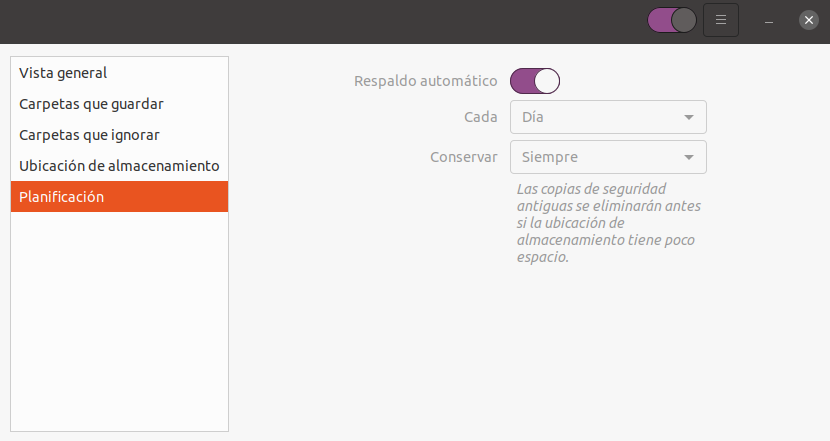 Vista general
Carpetas que guardar
Carpetas que ignorar
Ubicación de almacenamiento
Planificación
Respaldo automático
Cada Día
Conservar Siempre
Las copias de seguridad
antiguas se eliminarán antes
si la ubicación de
almacenamiento tiene poco
espacio.